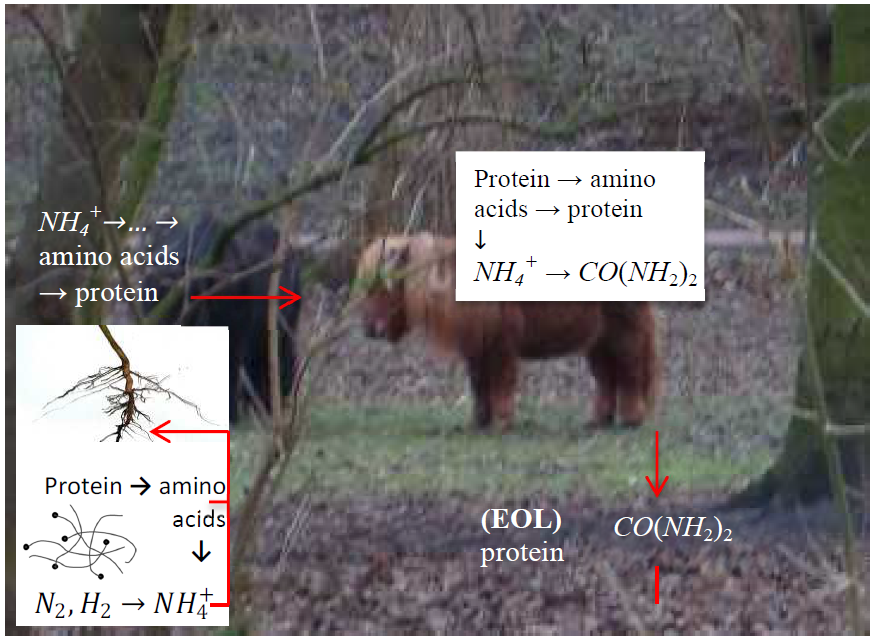 NH₄⁺→…→
amino acids
→ protein
Protein → amino
acids → protein
↓
NH₄⁺ → CO(NH₂)₂
Protein → amino
acids
↓
N₂, H₂ → NH₄⁺
(EOL)
protein
CO(NH₂)₂